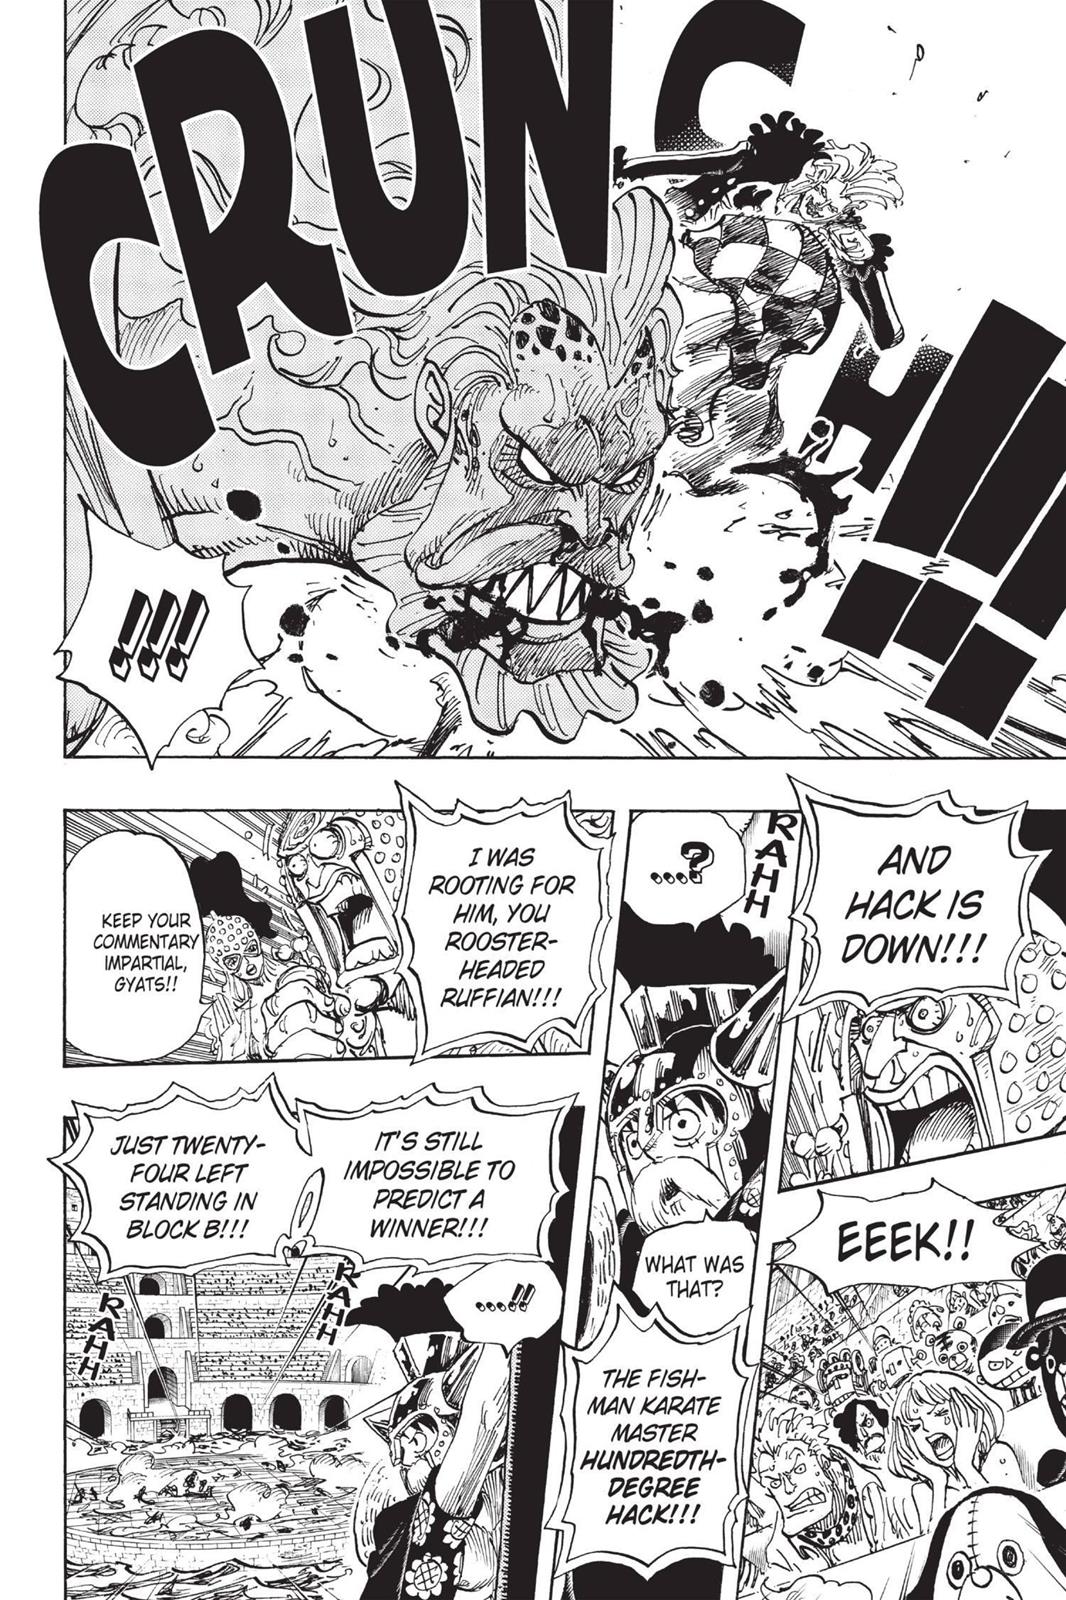 CRUNCH!!!
!!!
AND
HACK IS
DOWN!!!
RAHH
....?
I WAS
ROOTING FOR
HIM, YOU
ROOSTER-
HEADED
RUFFIAN!!!
KEEP YOUR
COMMENTARY
IMPARTIAL,
GYATS!!
EEEK!!
WHAT WAS
THAT?
THE FISH-
MAN KARATE
MASTER
HUNDREDTH-
DEGREE
HACK!!!
IT'S STILL
IMPOSSIBLE TO
PREDICT A
WINNER!!!
JUST TWENTY-
FOUR LEFT
STANDING IN
BLOCK B!!!
....!!
RAHH
RAHH